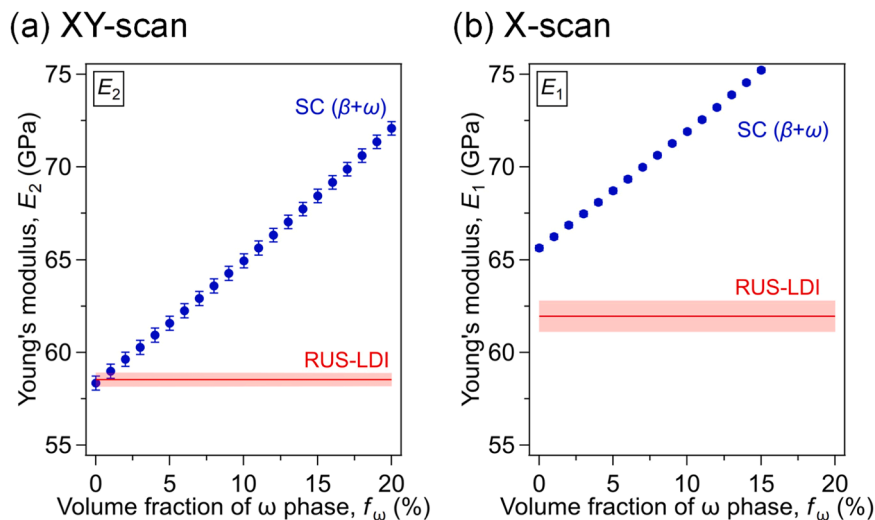 (a) XY-scan
75
70
65
60
55
Young's modulus, E₂ (GPa)
E₂
SC (β+ω)
RUS-LDI
0 5 10 15 20
Volume fraction of ω phase, f_ω (%)
(b) X-scan
75
70
65
60
55
Young's modulus, E₁ (GPa)
E₁
SC (β+ω)
RUS-LDI
0 5 10 15 20
Volume fraction of ω phase, f_ω (%)